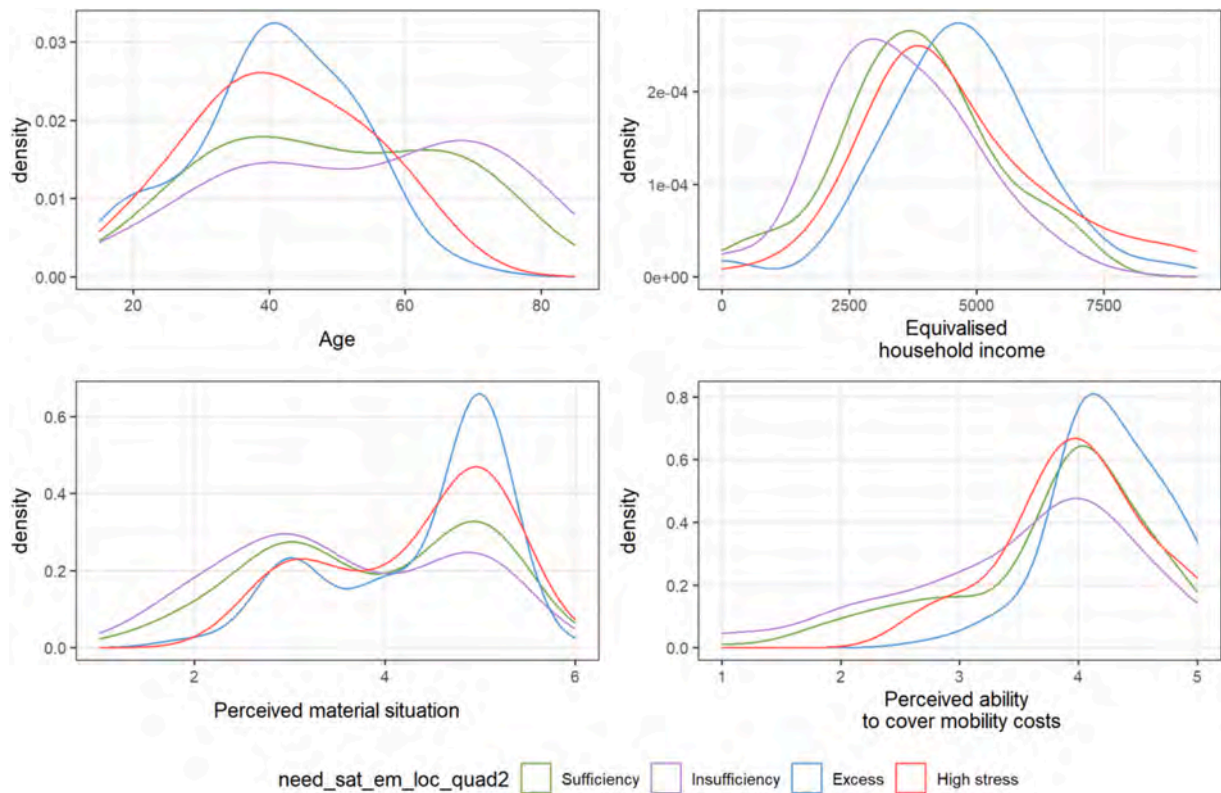 density
0.03
0.02
0.01
0.00
20
40
60
80
Age
density
2e-04
1e-04
0e+00
0
2500
5000
7500
Equivalised
household income
density
0.6
0.4
0.2
0.0
2
4
6
Perceived material situation
density
0.8
0.6
0.4
0.2
0.0
1
2
3
4
5
Perceived ability
to cover mobility costs
need_sat_em_loc_quad2 Sufficiency Insufficiency Excess High stress